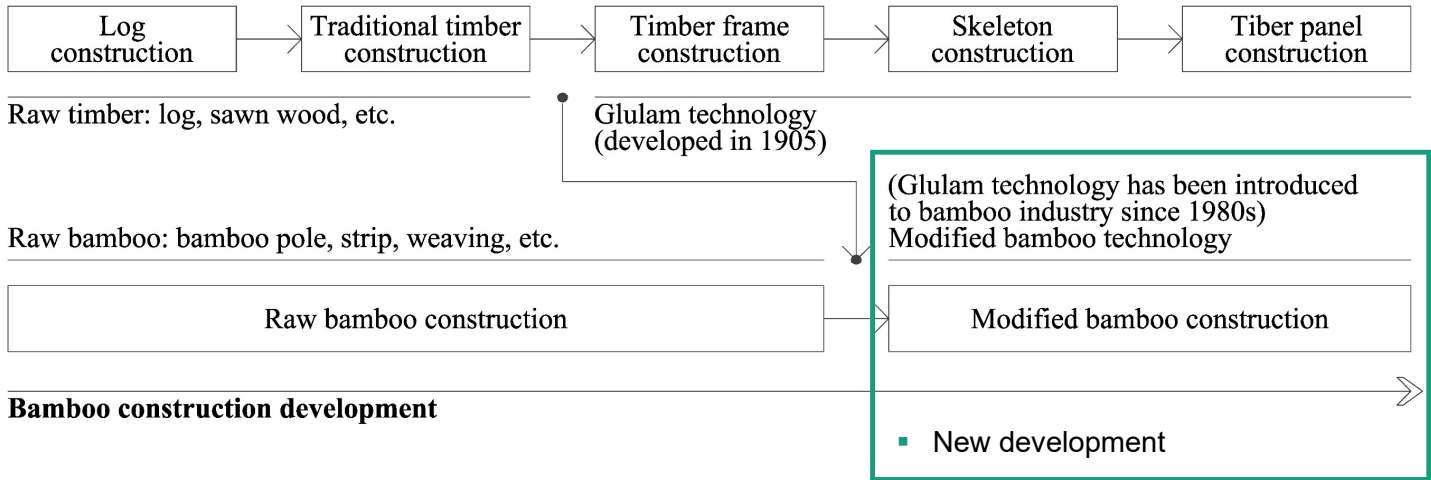 Log
construction
Traditional timber
construction
Timber frame
construction
Skeleton
construction
Tiber panel
construction
Raw timber: log, sawn wood, etc.
Glulam technology
(developed in 1905)
(Glulam technology has been introduced
to bamboo industry since 1980s)
Modified bamboo technology
Raw bamboo: bamboo pole, strip, weaving, etc.
Raw bamboo construction
Modified bamboo construction
Bamboo construction development
▪ New development